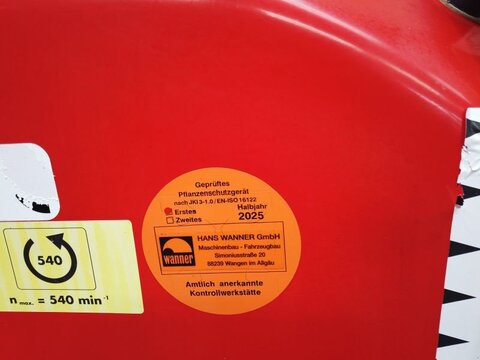 Geprüftes
Pflanzenschutzgerät
nach JKI 3-1.0 / EN-ISO 16122
Erstes Halbjahr
Zweites 2025
HANS WANNER GmbH
Maschinenbau - Fahrzeugbau
Simoniusstraße 20
88239 Wangen im Allgäu
wanner
Amtlich anerkannte
Kontrollwerkstätte
540
n max. = 540 min-1